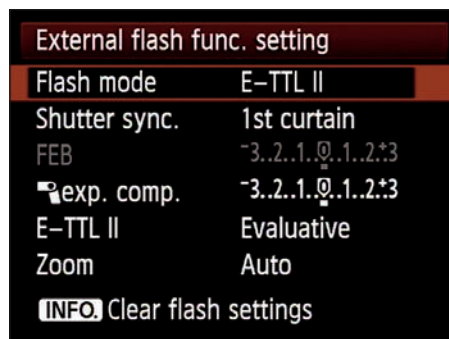 External flash func. setting
Flash mode E-TTL II
Shutter sync. 1st curtain
FEB -3..2..1..0..1..2.+3
exp. comp. -3..2..1..0..1..2.+3
E-TTL II Evaluative
Zoom Auto
INFO. Clear flash settings